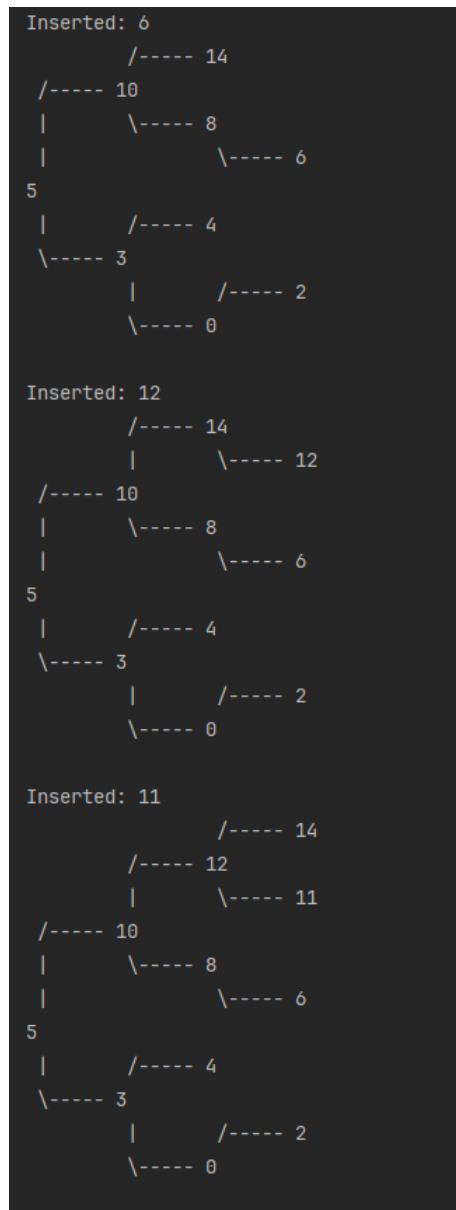 Inserted: 6
         /----- 14
 /----- 10
 |       \----- 8
 |               \----- 6
5
 |       /----- 4
 \----- 3
         |       /----- 2
         \----- 0

Inserted: 12
         /----- 14
         |       \----- 12
 /----- 10
 |       \----- 8
 |               \----- 6
5
 |       /----- 4
 \----- 3
         |       /----- 2
         \----- 0

Inserted: 11
                 /----- 14
         /----- 12
         |       \----- 11
 /----- 10
 |       \----- 8
 |               \----- 6
5
 |       /----- 4
 \----- 3
         |       /----- 2
         \----- 0